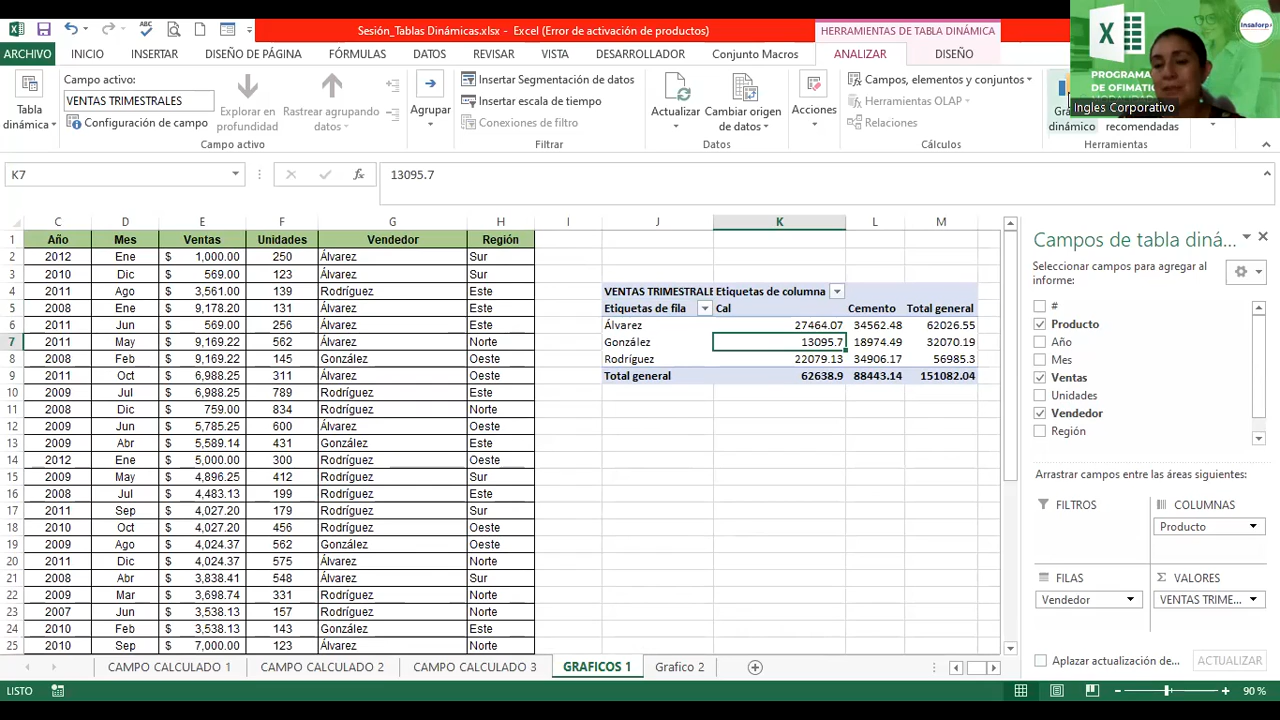 Sesión_Tablas Dinámicas.xlsx - Excel (Error de activación de productos)
HERRAMIENTAS DE TABLA DINÁMICA
ARCHIVO INICIO INSERTAR DISEÑO DE PÁGINA FÓRMULAS DATOS REVISAR VISTA DESARROLLADOR Conjunto Macros ANALIZAR DISEÑO
Insaforp
PROGRAMA
DE OFIMÁTIC
Ingles Corporativo
Tabla dinámica
Campo activo:
VENTAS TRIMESTRALES
Configuración de campo
Explorar en profundidad
Rastrear agrupando datos
Campo activo
Agrupar
Insertar Segmentación de datos
Insertar escala de tiempo
Conexiones de filtro
Filtrar
Actualizar
Cambiar origen de datos
Datos
Acciones
Campos, elementos y conjuntos
Herramientas OLAP
Relaciones
Cálculos
dinámico
recomendadas
Herramientas
K7 fx 13095.7
C D E F G H I J K L M
1 Año Mes Ventas Unidades Vendedor Región
2 2012 Ene $ 1,000.00 250 Álvarez Sur
3 2010 Dic $ 569.00 123 Álvarez Sur
4 2011 Ago $ 3,561.00 139 Rodríguez Este VENTAS TRIMESTRALE Etiquetas de columna
5 2008 Ene $ 9,178.20 131 Álvarez Este Etiquetas de fila Cal Cemento Total general
6 2011 Jun $ 569.00 256 Álvarez Este Álvarez 27464.07 34562.48 62026.55
7 2011 May $ 9,169.22 562 Álvarez Norte González 13095.7 18974.49 32070.19
8 2008 Feb $ 9,169.22 145 González Oeste Rodríguez 22079.13 34906.17 56985.3
9 2011 Oct $ 6,988.25 311 Álvarez Oeste Total general 62638.9 88443.14 151082.04
10 2009 Jul $ 6,988.25 789 Rodríguez Este
11 2008 Dic $ 759.00 834 Rodríguez Norte
12 2009 Jun $ 5,785.25 600 Álvarez Oeste
13 2009 Abr $ 5,589.14 431 González Este
14 2012 Ene $ 5,000.00 300 Rodríguez Oeste
15 2009 May $ 4,896.25 412 Rodríguez Sur
16 2008 Jul $ 4,483.13 199 Rodríguez Este
17 2011 Sep $ 4,027.20 179 Rodríguez Sur
18 2010 Oct $ 4,027.20 456 Rodríguez Oeste
19 2009 Ago $ 4,024.37 562 González Oeste
20 2011 Dic $ 4,024.37 575 Álvarez Norte
21 2008 Abr $ 3,838.41 548 Álvarez Sur
22 2009 Mar $ 3,698.74 331 Rodríguez Norte
23 2007 Jun $ 3,538.13 157 Rodríguez Norte
24 2010 Feb $ 3,538.13 143 González Este
25 2010 Sep $ 7,000.00 123 Álvarez Norte
Campos de tabla diná...
Seleccionar campos para agregar al
informe:
#
Producto
Año
Mes
Ventas
Unidades
Vendedor
Región
Arrastrar campos entre las áreas siguientes:
FILTROS COLUMNAS
Producto
FILAS Σ VALORES
Vendedor VENTAS TRIME...
Aplazar actualización de... ACTUALIZAR
CAMPO CALCULADO 1 CAMPO CALCULADO 2 CAMPO CALCULADO 3 GRAFICOS 1 Grafico 2
LISTO 90 %